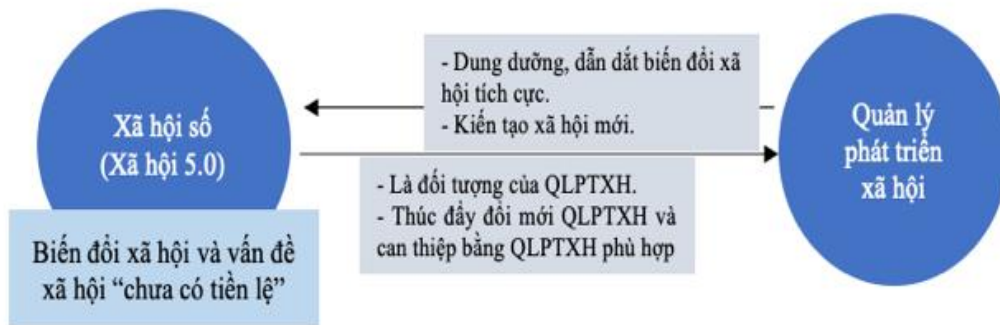 Xã hội số
(Xã hội 5.0)
Biến đổi xã hội và vấn đề
xã hội “chưa có tiền lệ”
- Dung dưỡng, dẫn dắt biến đổi xã
hội tích cực.
- Kiến tạo xã hội mới.
- Là đối tượng của QLPTXH.
- Thúc đẩy đổi mới QLPTXH và
can thiệp bằng QLPTXH phù hợp
Quản lý
phát triển
xã hội